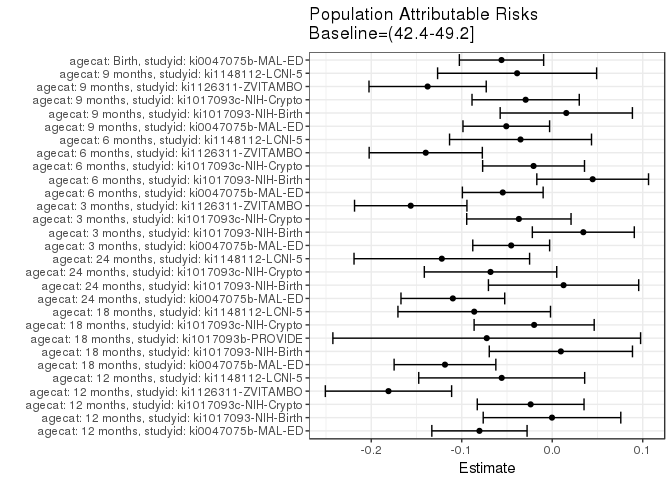 Population Attributable Risks
Baseline=(42.4-49.2]
agecat: Birth, studyid: ki0047075b-MAL-ED
agecat: 9 months, studyid: ki1148112-LCNI-5
agecat: 9 months, studyid: ki1126311-ZVITAMBO
agecat: 9 months, studyid: ki1017093c-NIH-Crypto
agecat: 9 months, studyid: ki1017093-NIH-Birth
agecat: 9 months, studyid: ki0047075b-MAL-ED
agecat: 6 months, studyid: ki1148112-LCNI-5
agecat: 6 months, studyid: ki1126311-ZVITAMBO
agecat: 6 months, studyid: ki1017093c-NIH-Crypto
agecat: 6 months, studyid: ki1017093-NIH-Birth
agecat: 6 months, studyid: ki0047075b-MAL-ED
agecat: 3 months, studyid: ki1126311-ZVITAMBO
agecat: 3 months, studyid: ki1017093c-NIH-Crypto
agecat: 3 months, studyid: ki1017093-NIH-Birth
agecat: 3 months, studyid: ki0047075b-MAL-ED
agecat: 24 months, studyid: ki1148112-LCNI-5
agecat: 24 months, studyid: ki1017093c-NIH-Crypto
agecat: 24 months, studyid: ki1017093-NIH-Birth
agecat: 24 months, studyid: ki0047075b-MAL-ED
agecat: 18 months, studyid: ki1148112-LCNI-5
agecat: 18 months, studyid: ki1017093c-NIH-Crypto
agecat: 18 months, studyid: ki1017093b-PROVIDE
agecat: 18 months, studyid: ki1017093-NIH-Birth
agecat: 18 months, studyid: ki0047075b-MAL-ED
agecat: 12 months, studyid: ki1148112-LCNI-5
agecat: 12 months, studyid: ki1126311-ZVITAMBO
agecat: 12 months, studyid: ki1017093c-NIH-Crypto
agecat: 12 months, studyid: ki1017093-NIH-Birth
agecat: 12 months, studyid: ki0047075b-MAL-ED
-0.2 -0.1 0.0 0.1
Estimate